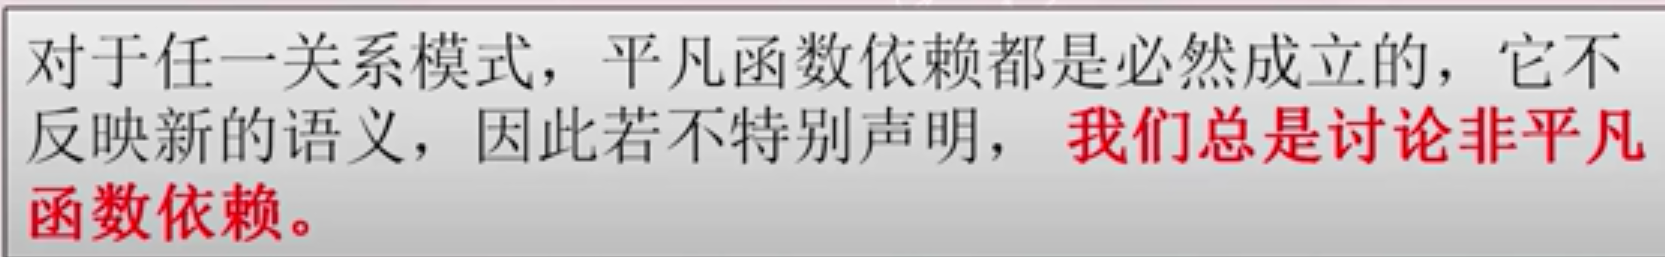 对于任一关系模式，平凡函数依赖都是必然成立的，它不
反映新的语义，因此若不特别声明， 我们总是讨论非平凡
函数依赖。